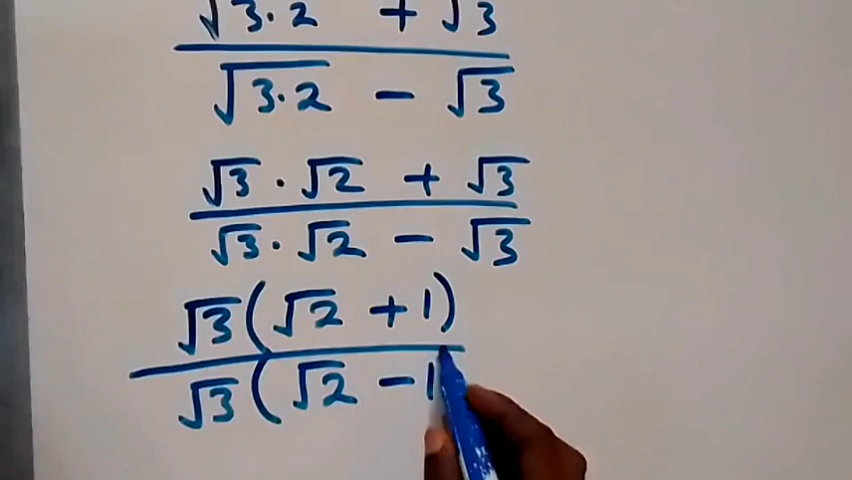 √3·2 + √3
√3·2 − √3
√3 · √2 + √3
√3 · √2 − √3
√3(√2 + 1)
√3(√2 − 1